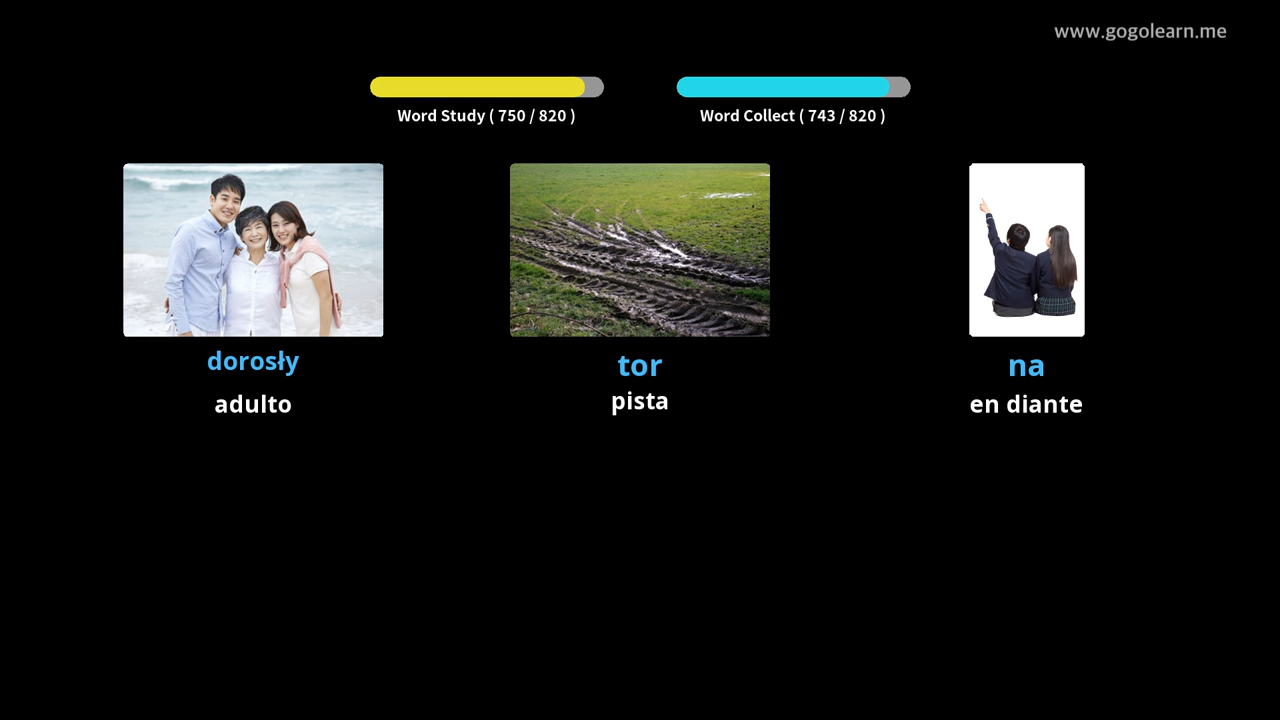 www.gogolearn.me
Word Study ( 750 / 820 )
Word Collect ( 743 / 820 )
dorosły
adulto
tor
pista
na
en diante